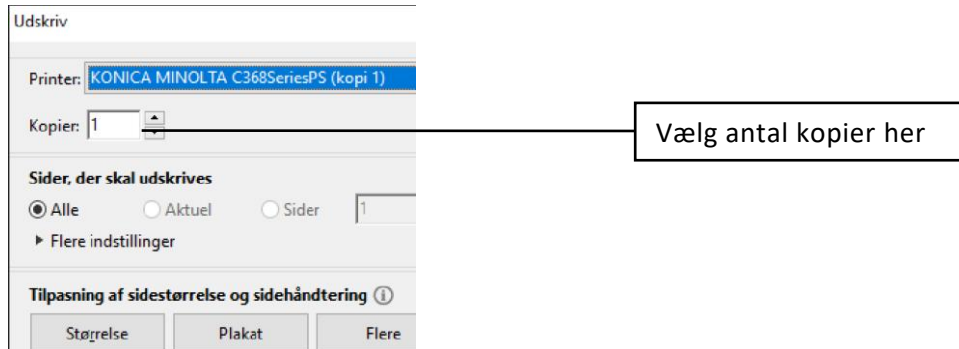 Udskriv
Printer: KONICA MINOLTA C368SeriesPS (kopi 1)
Kopier: 1
Vælg antal kopier her
Sider, der skal udskrives
Alle Aktuel Sider 1
Flere indstillinger
Tilpasning af sidestørrelse og sidehåndtering
Størrelse Plakat Flere